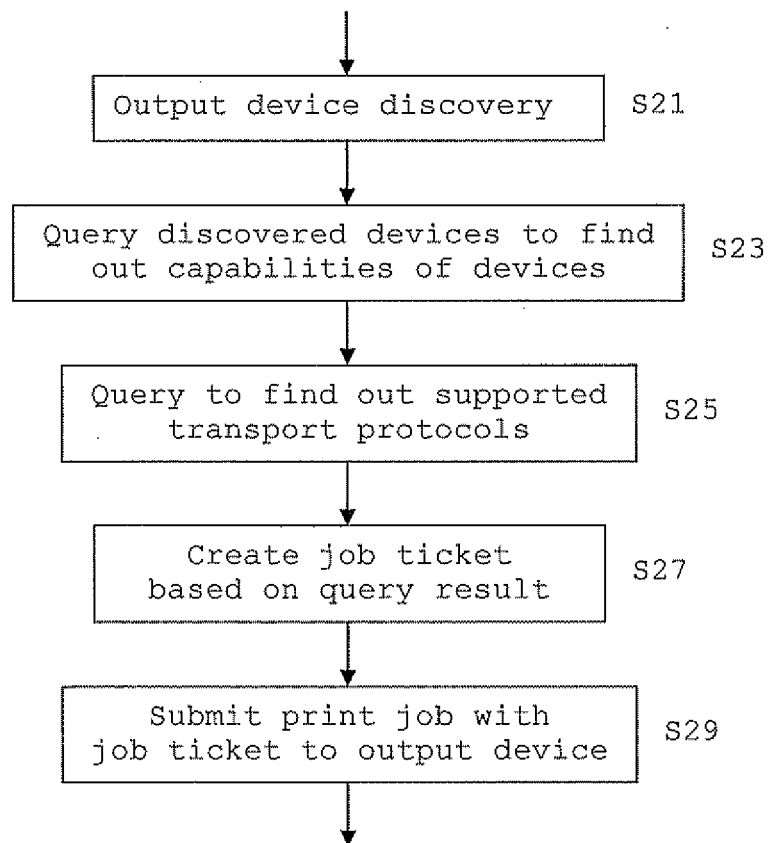 Output device discovery S21
Query discovered devices to find
out capabilities of devices S23
Query to find out supported
transport protocols S25
Create job ticket
based on query result S27
Submit print job with
job ticket to output device S29